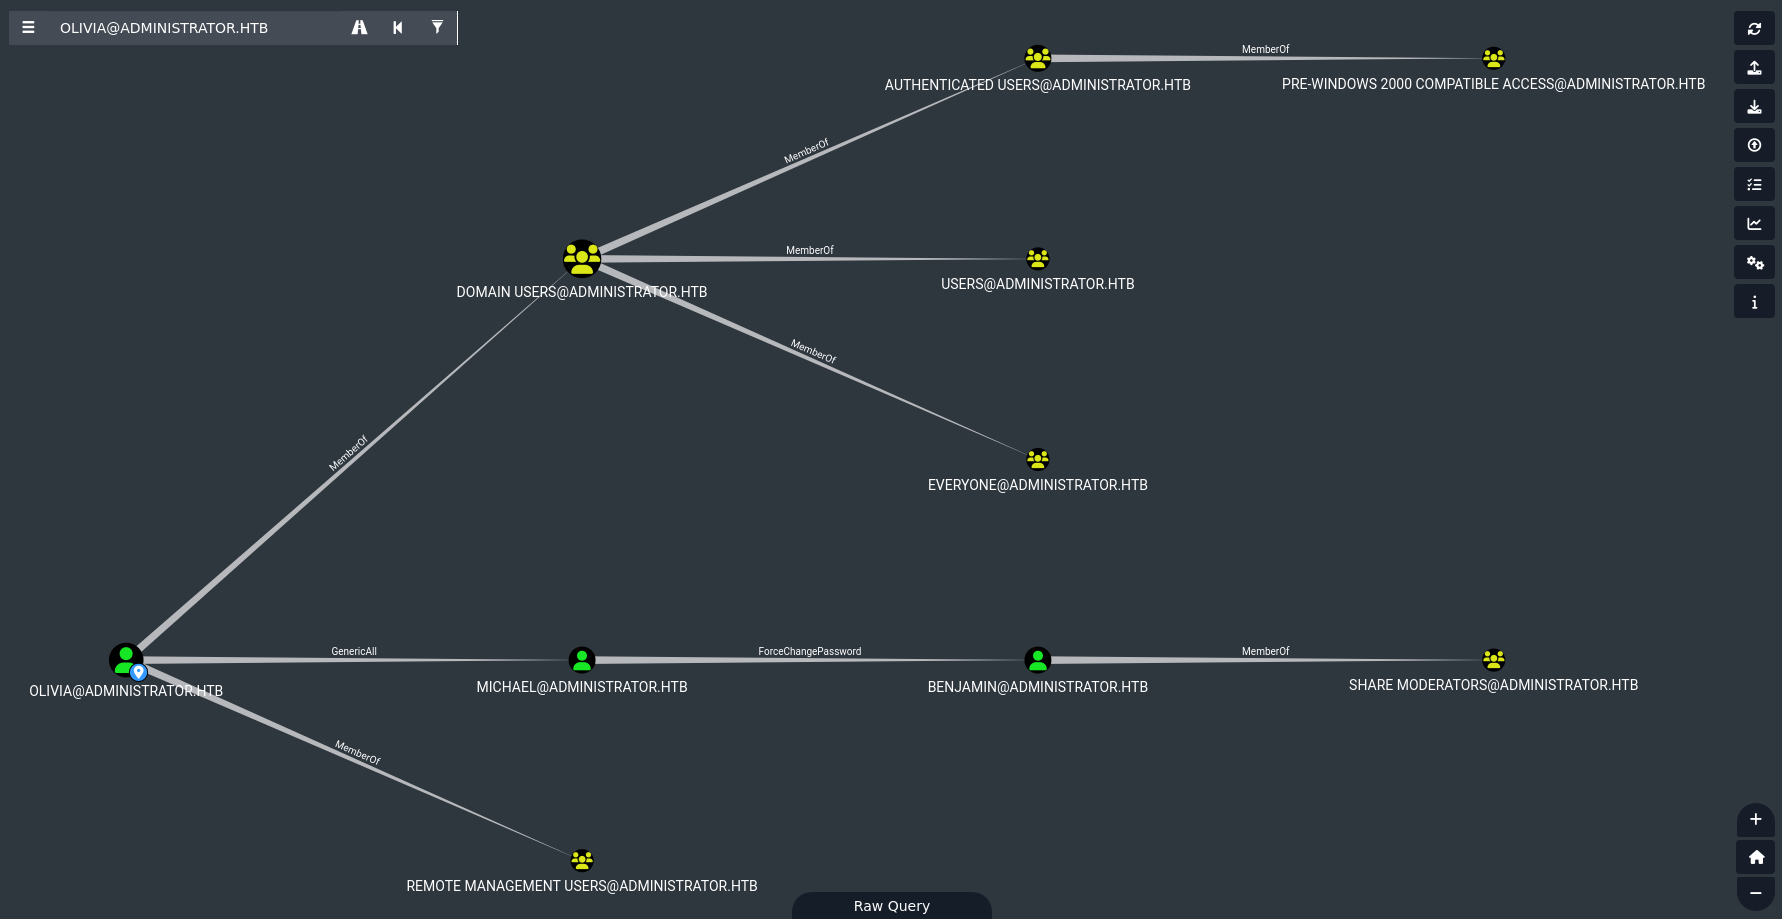 OLIVIA@ADMINISTRATOR.HTB
MemberOf
AUTHENTICATED USERS@ADMINISTRATOR.HTB
PRE-WINDOWS 2000 COMPATIBLE ACCESS@ADMINISTRATOR.HTB
MemberOf
MemberOf
DOMAIN USERS@ADMINISTRATOR.HTB
USERS@ADMINISTRATOR.HTB
MemberOf
MemberOf
EVERYONE@ADMINISTRATOR.HTB
GenericAll
ForceChangePassword
MemberOf
OLIVIA@ADMINISTRATOR.HTB
MICHAEL@ADMINISTRATOR.HTB
BENJAMIN@ADMINISTRATOR.HTB
SHARE MODERATORS@ADMINISTRATOR.HTB
MemberOf
REMOTE MANAGEMENT USERS@ADMINISTRATOR.HTB
Raw Query